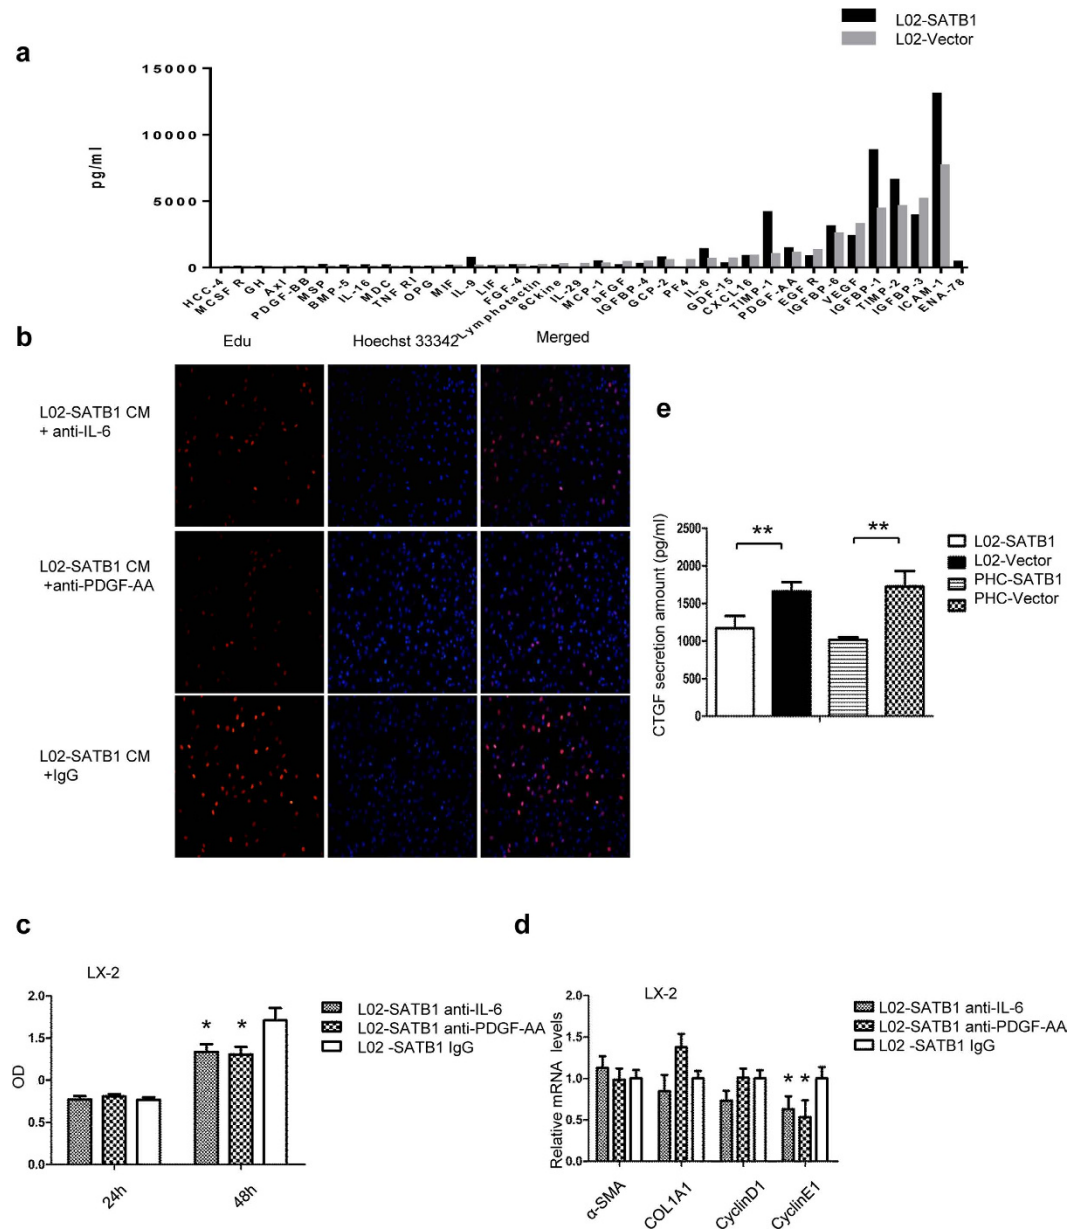 L02-SATB1
L02-Vector
a
15000
10000
5000
0
pg/ml
HCC-4
MCSF R
GH
Axl
PDGF-BB
MSP
BMP-5
IL-16
MDC
TNF RI
OPG
MIF
IL-9
LIF
FGF-4
Lymphotactin
6Ckine
IL-29
MCP-1
bFGF
IGFBP-4
GCP-2
PF4
IL-6
GDF-15
CXCL16
TIMP-1
PDGF-AA
EGF R
IGFBP-6
VEGF
IGFBP-1
TIMP-2
IGFBP-3
ICAM-1
ENA-78
b
Edu
Hoechst 33342
Merged
L02-SATB1 CM
+ anti-IL-6
L02-SATB1 CM
+anti-PDGF-AA
L02-SATB1 CM
+IgG
e
CTGF secretion amount (pg/ml)
2500
2000
1500
1000
500
0
**
**
L02-SATB1
L02-Vector
PHC-SATB1
PHC-Vector
c
LX-2
OD
2.0
1.5
0
0.5
0.0
* *
24h
48h
L02-SATB1 anti-IL-6
L02-SATB1 anti-PDGF-AA
L02 -SATB1 IgG
d
LX-2
Relative mRNA levels
2.0
1.5
1.0
0.5
0.0
* *
α-SMA
COL1A1
CyclinD1
CyclinE1
L02-SATB1 anti-IL-6
L02-SATB1 anti-PDGF-AA
L02 -SATB1 IgG